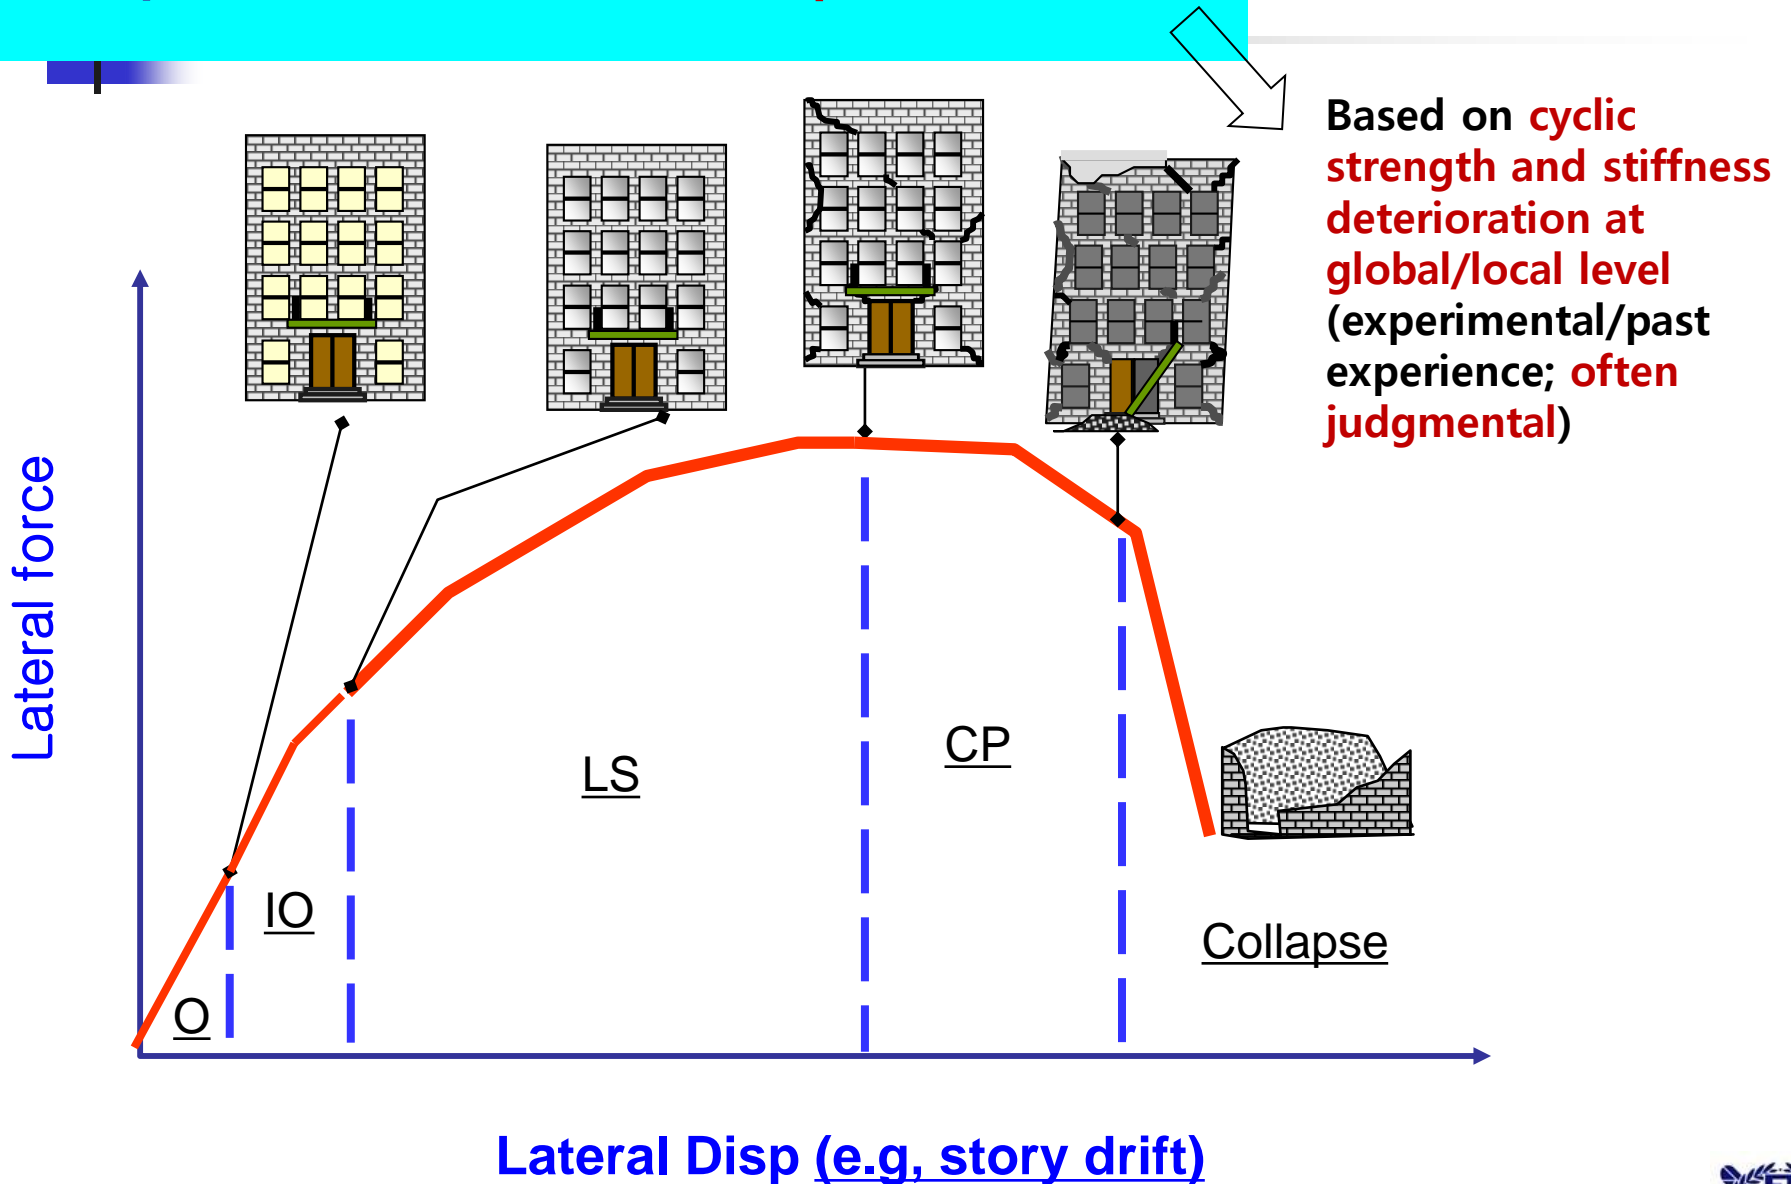 Based on cyclic
strength and stiffness
deterioration at
global/local level
(experimental/past
experience; often
judgmental)
Lateral force
LS
CP
IO
Collapse
O
Lateral Disp (e.g, story drift)